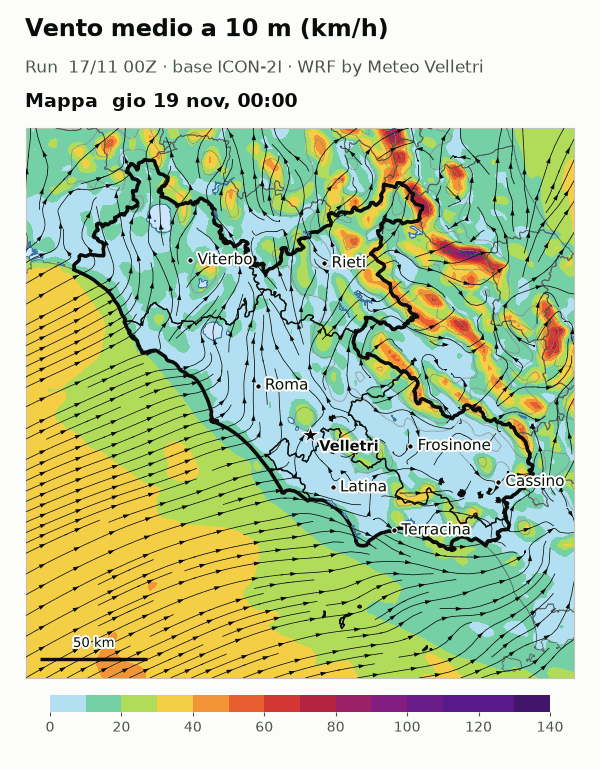 Vento medio a 10 m (km/h)
Run 17/11 00Z · base ICON-2I · WRF by Meteo Velletri
Mappa gio 19 nov, 00:00
Viterbo
Rieti
Roma
Velletri
Frosinone
Latina
Cassino
Terracina
50 km
0 20 40 60 80 100 120 140